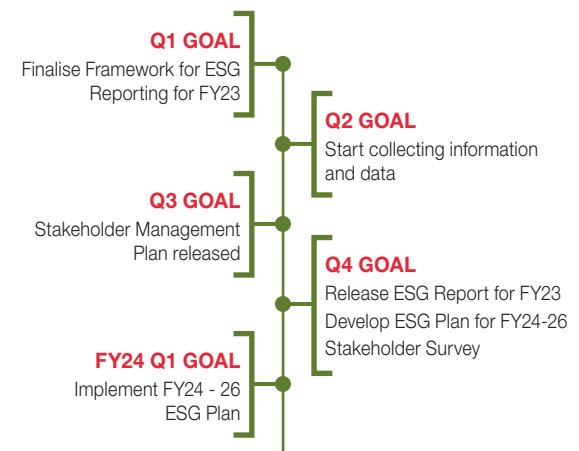 Q1 GOAL
Finalise Framework for ESG
Reporting for FY23
Q2 GOAL
Start collecting information
and data
Q3 GOAL
Stakeholder Management
Plan released
Q4 GOAL
Release ESG Report for FY23
Develop ESG Plan for FY24-26
Stakeholder Survey
FY24 Q1 GOAL
Implement FY24 - 26
ESG Plan